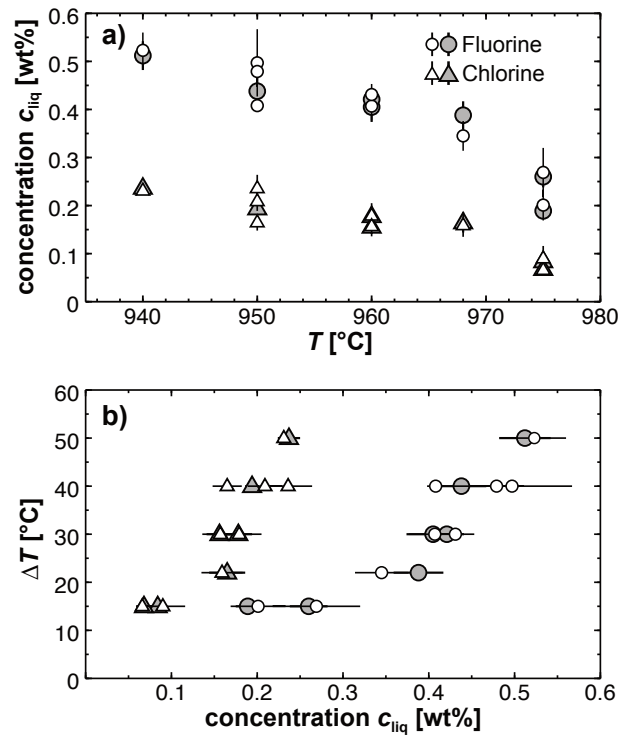 a)
Fluorine
Chlorine
concentration c_liq [wt%]
0.6
0.5
0.4
0.3
0.2
0.1
0
940 950 960 970 980
T [°C]
b)
ΔT [°C]
60
50
40
30
20
10
0
0.1 0.2 0.3 0.4 0.5 0.6
concentration c_liq [wt%]